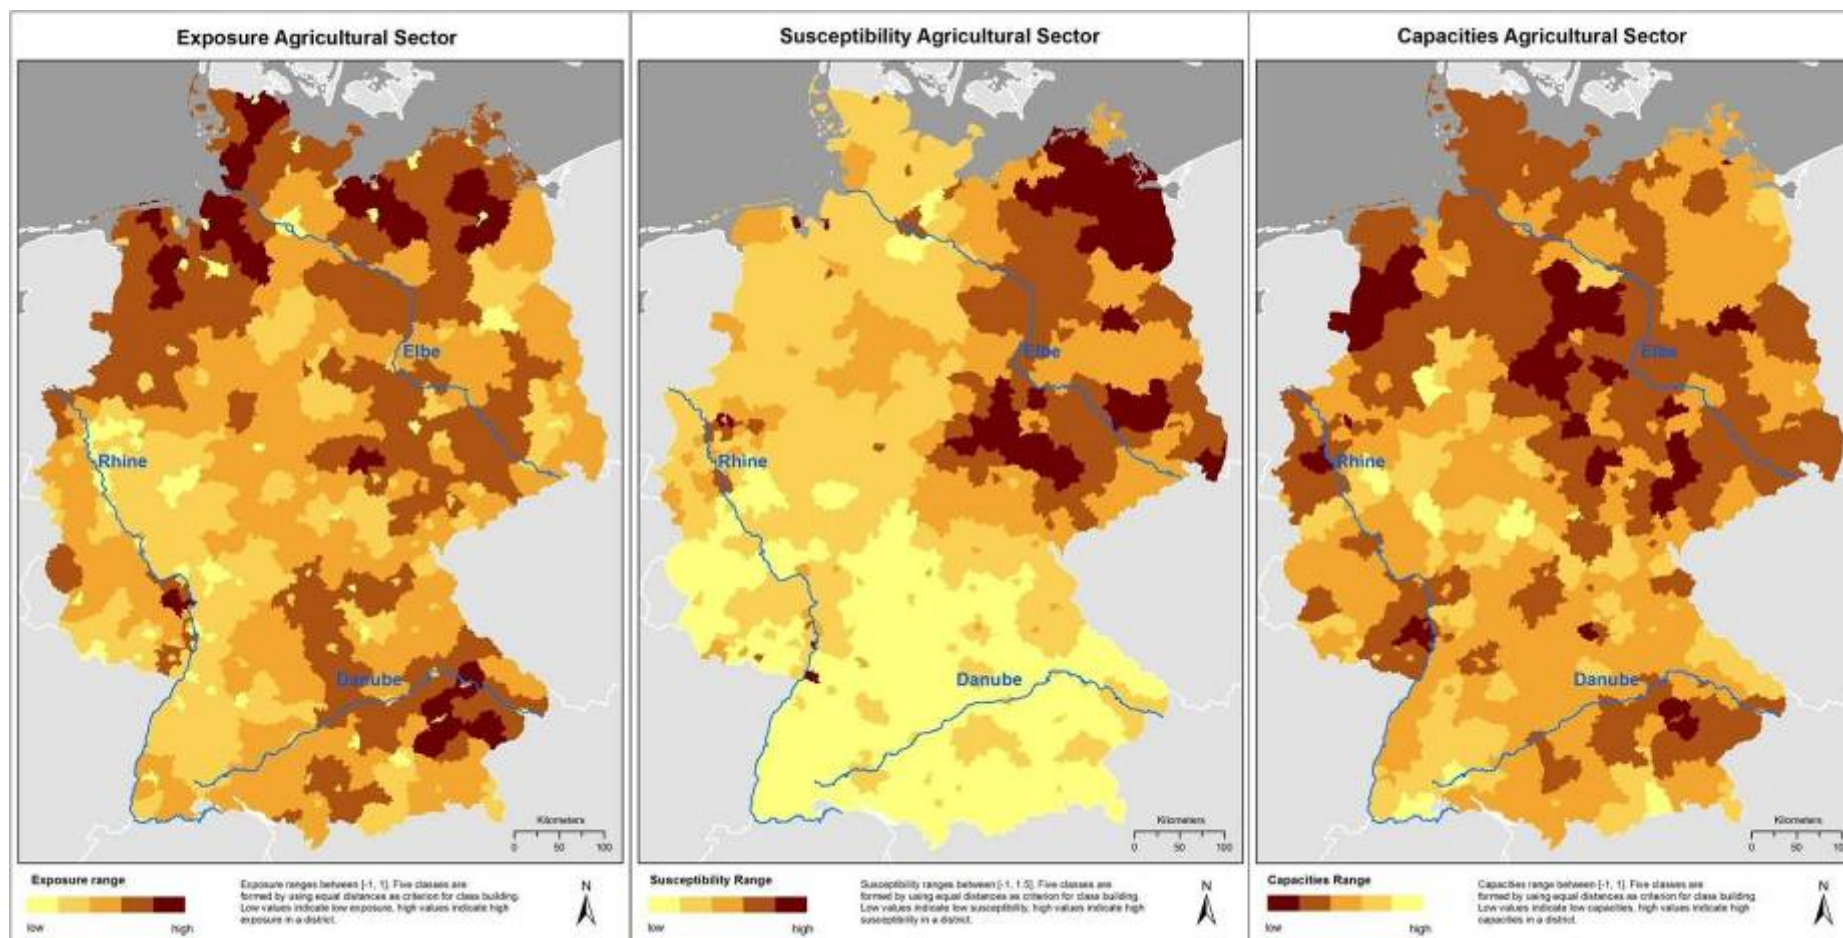 Exposure Agricultural Sector
Elbe
Rhine
Danube
Kilometers
0 50 100
Exposure range
low high
Exposure ranges between [-1, 1]. Five classes are
formed by using equal distances as criterion for class building.
Low values indicate low exposure, high values indicate high
exposure in a district.
N
Susceptibility Agricultural Sector
Elbe
Rhine
Danube
Kilometers
0 50 100
Susceptibility Range
low high
Susceptibility ranges between [-1, 1.5]. Five classes are
formed by using equal distances as criterion for class building.
Low values indicate low susceptibility, high values indicate high
susceptibility in a district.
N
Capacities Agricultural Sector
Elbe
Rhine
Danube
Kilometers
0 50 100
Capacities Range
low high
Capacities range between [-1, 1]. Five classes are
formed by using equal distances as criterion for class building.
Low values indicate low capacities, high values indicate high
capacities in a district.
N